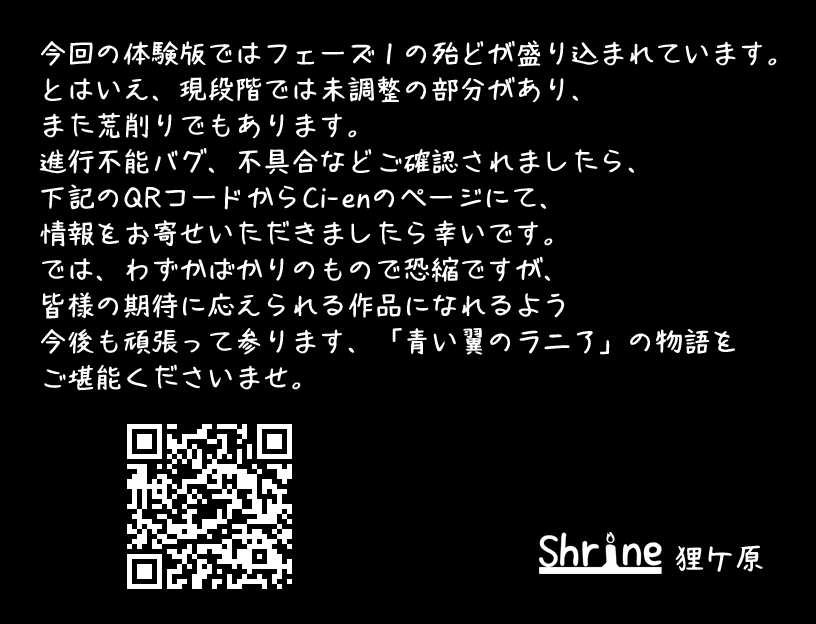 今回の体験版ではフェーズ１の殆どが盛り込まれています。
とはいえ、現段階では未調整の部分があり、
また荒削りでもあります。
進行不能バグ、不具合などご確認されましたら、
下記のQRコードからCi-enのページにて、
情報をお寄せいただきましたら幸いです。
では、わずかばかりのもので恐縮ですが、
皆様の期待に応えられる作品になれるよう
今後も頑張って参ります、「青い翼のラニア」の物語を
ご堪能くださいませ。
Shrine 狸ケ原